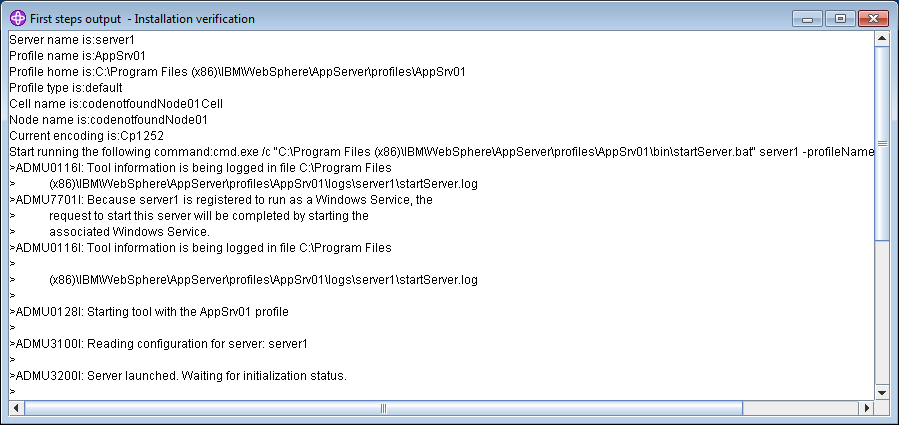 First steps output - Installation verification
Server name is:server1
Profile name is:AppSrv01
Profile home is:C:\Program Files (x86)\IBM\WebSphere\AppServer\profiles\AppSrv01
Profile type is:default
Cell name is:codenotfoundNode01Cell
Node name is:codenotfoundNode01
Current encoding is:Cp1252
Start running the following command:cmd.exe /c "C:\Program Files (x86)\IBM\WebSphere\AppServer\profiles\AppSrv01\bin\startServer.bat" server1 -profileName
>ADMU0116I: Tool information is being logged in file C:\Program Files
>          (x86)\IBM\WebSphere\AppServer\profiles\AppSrv01\logs\server1\startServer.log
>ADMU7701I: Because server1 is registered to run as a Windows Service, the
>          request to start this server will be completed by starting the
>          associated Windows Service.
>ADMU0116I: Tool information is being logged in file C:\Program Files
>
>          (x86)\IBM\WebSphere\AppServer\profiles\AppSrv01\logs\server1\startServer.log
>
>ADMU0128I: Starting tool with the AppSrv01 profile
>
>ADMU3100I: Reading configuration for server: server1
>
>ADMU3200I: Server launched. Waiting for initialization status.
>